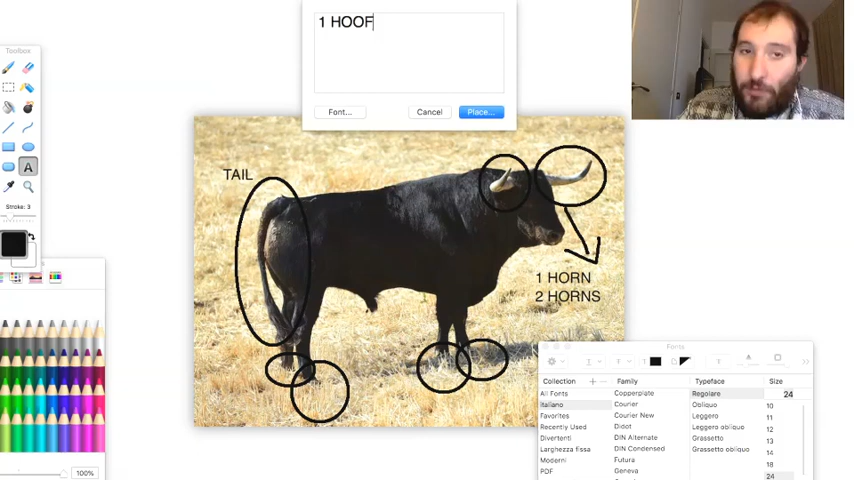 1 HOOF
Font...
Cancel
Place...
Toolbox
A
Stroke: 3
TAIL
1 HORN
2 HORNS
100%
Fonts
Collection
Family
Typeface
Size
All Fonts
Copperplate
Regolare
24
Italiano
Courier
Obliquo
10
Favorites
Courier New
Leggero
11
Recently Used
Didot
Leggero obliquo
12
Divertenti
DIN Alternate
Grassetto
13
Larghezza fissa
DIN Condensed
Grassetto obliquo
14
Moderni
Futura
18
PDF
Geneva
24